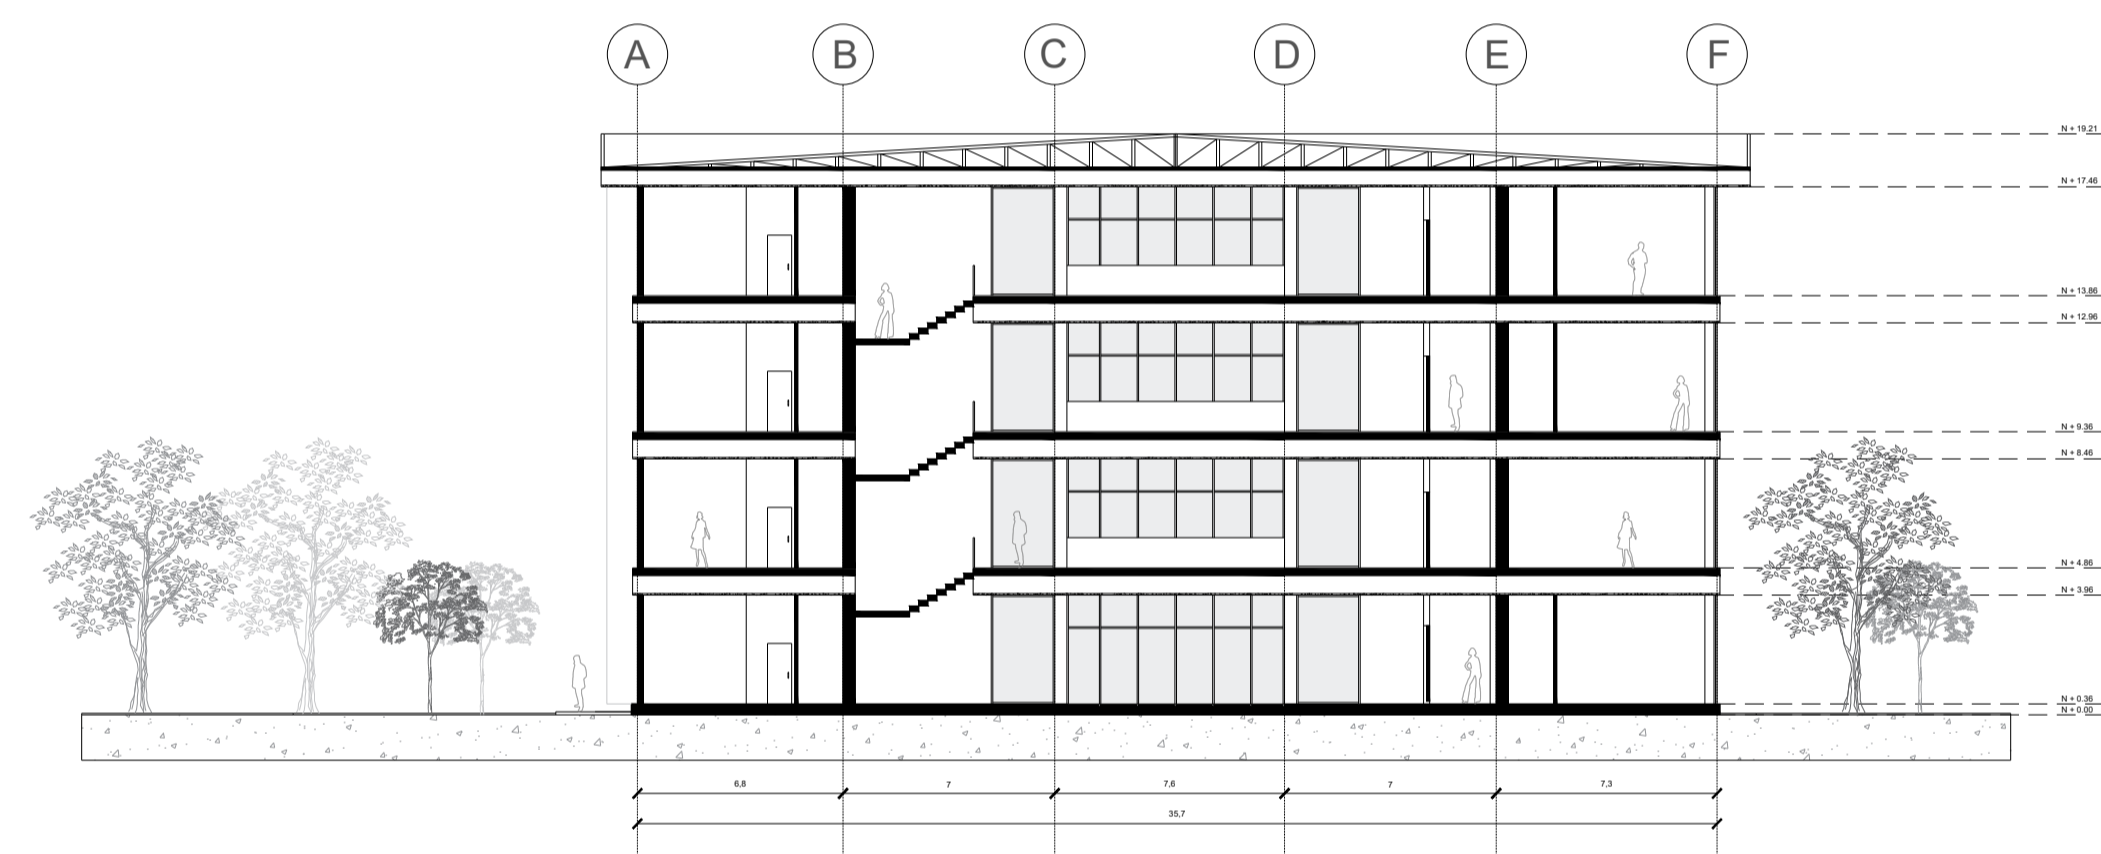 A B C D E F
N + 19.21
N + 17.46
N + 13.86
N + 12.96
N + 9.36
N + 8.46
N + 4.86
N + 3.96
N + 0.36
N + 0.00
6,8 7 7,6 7 7,3
35,7